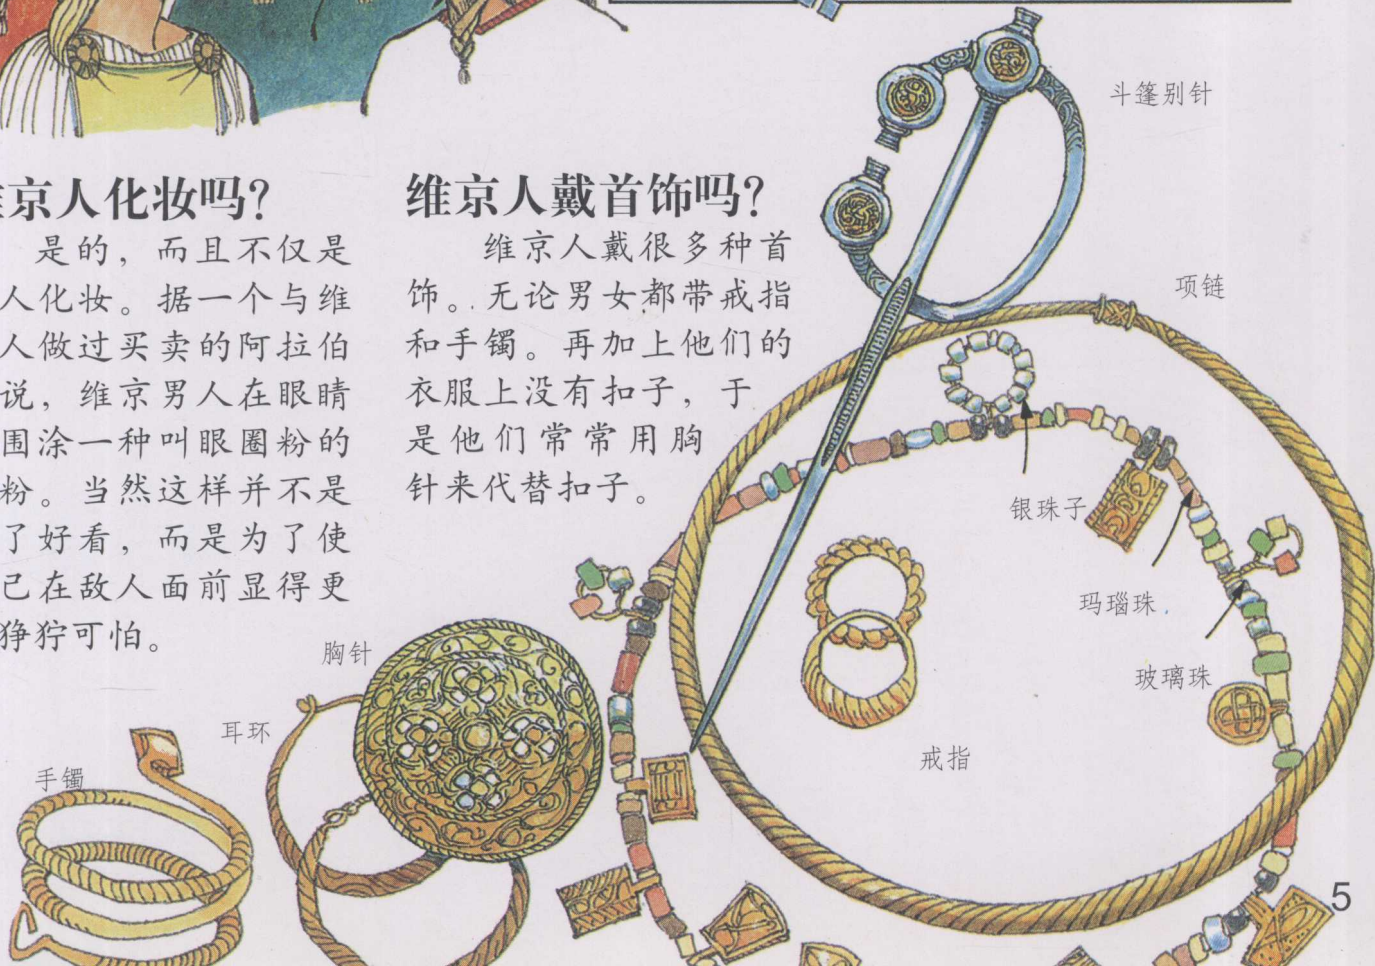 京人化妆吗？
是的，而且不仅是
人化妆。据一个与维
人做过买卖的阿拉伯
说，维京男人在眼睛
围涂一种叫眼圈粉的
粉。当然这样并不是
了好看，而是为了使
己在敌人面前显得更
狰狞可怕。
维京人戴首饰吗？
维京人戴很多种首
饰。无论男女都带戒指
和手镯。再加上他们的
衣服上没有扣子，于
是他们常常用胸
针来代替扣子。
斗篷别针
项链
银珠子
玛瑙珠
玻璃珠
戒指
胸针
耳环
手镯
5